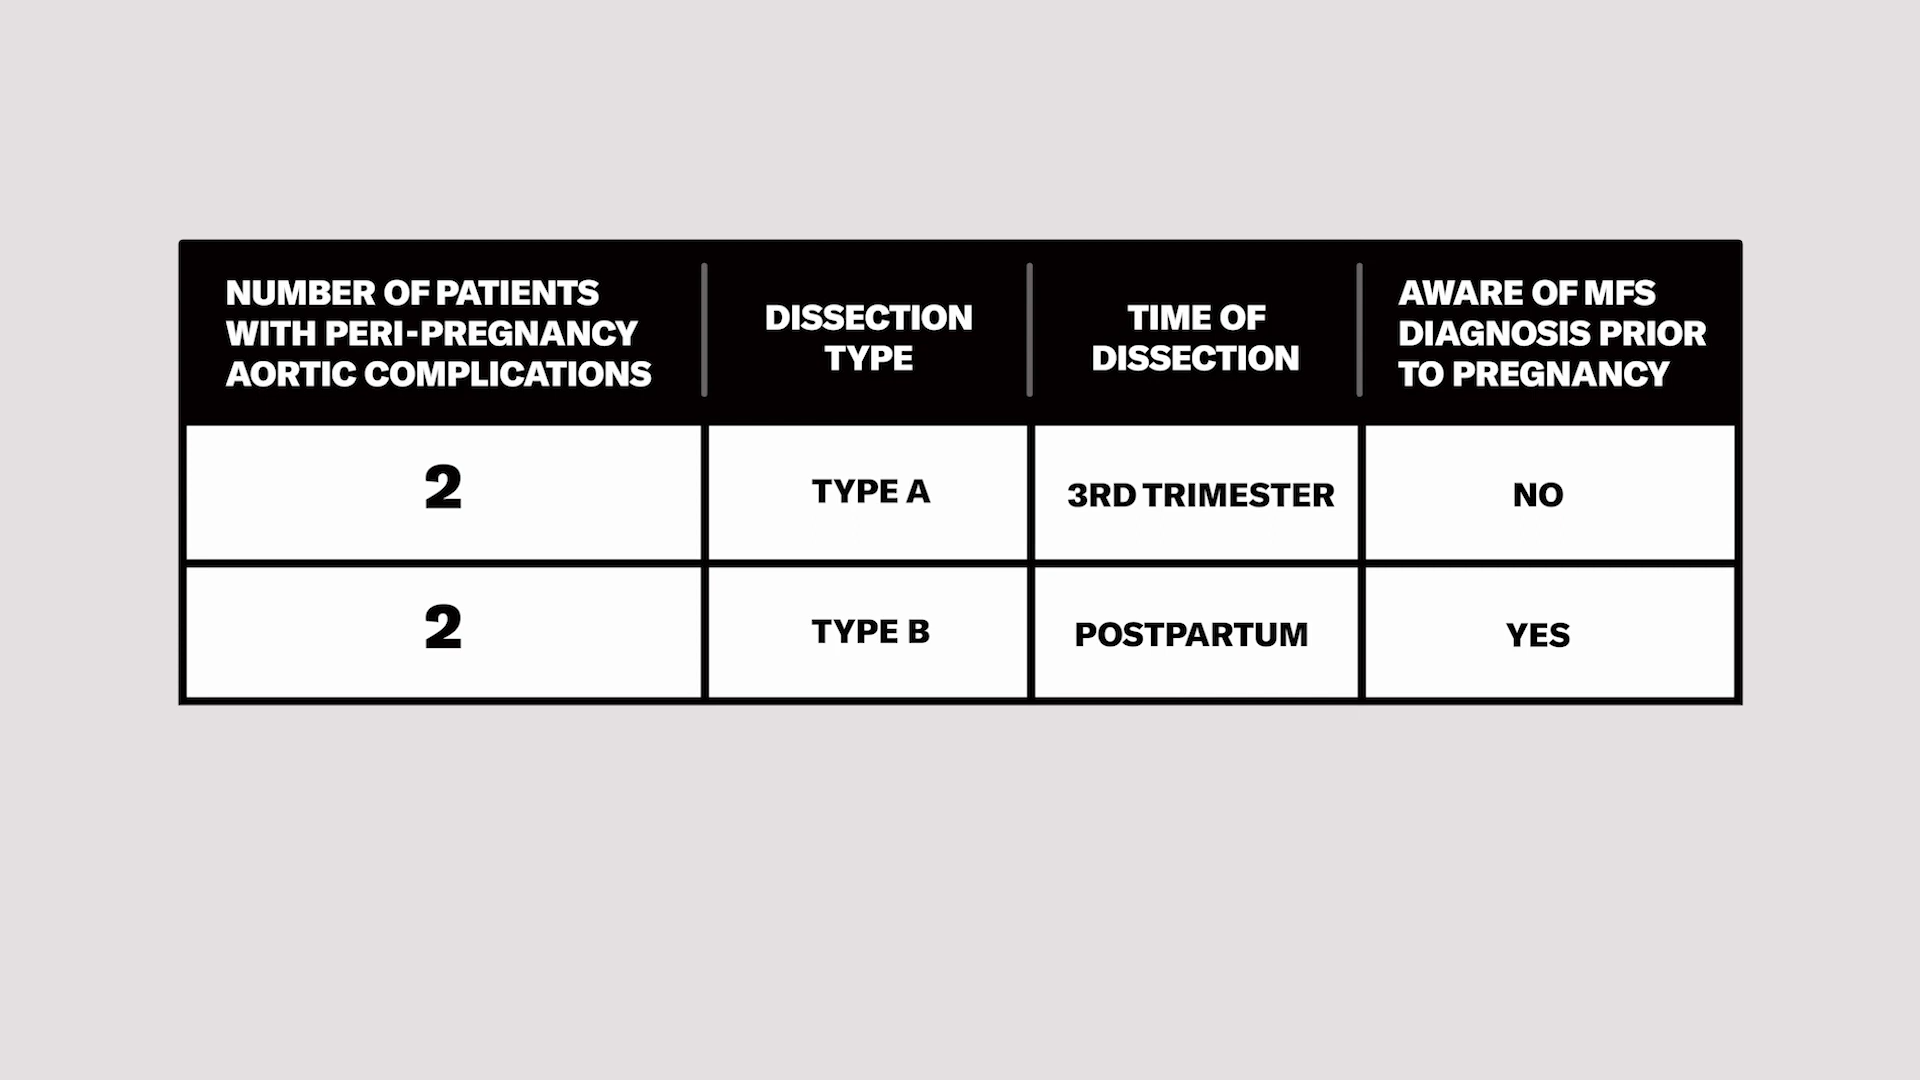 NUMBER OF PATIENTS
WITH PERI-PREGNANCY
AORTIC COMPLICATIONS
DISSECTION
TYPE
TIME OF
DISSECTION
AWARE OF MFS
DIAGNOSIS PRIOR
TO PREGNANCY
2
TYPE A
3RD TRIMESTER
NO
2
TYPE B
POSTPARTUM
YES